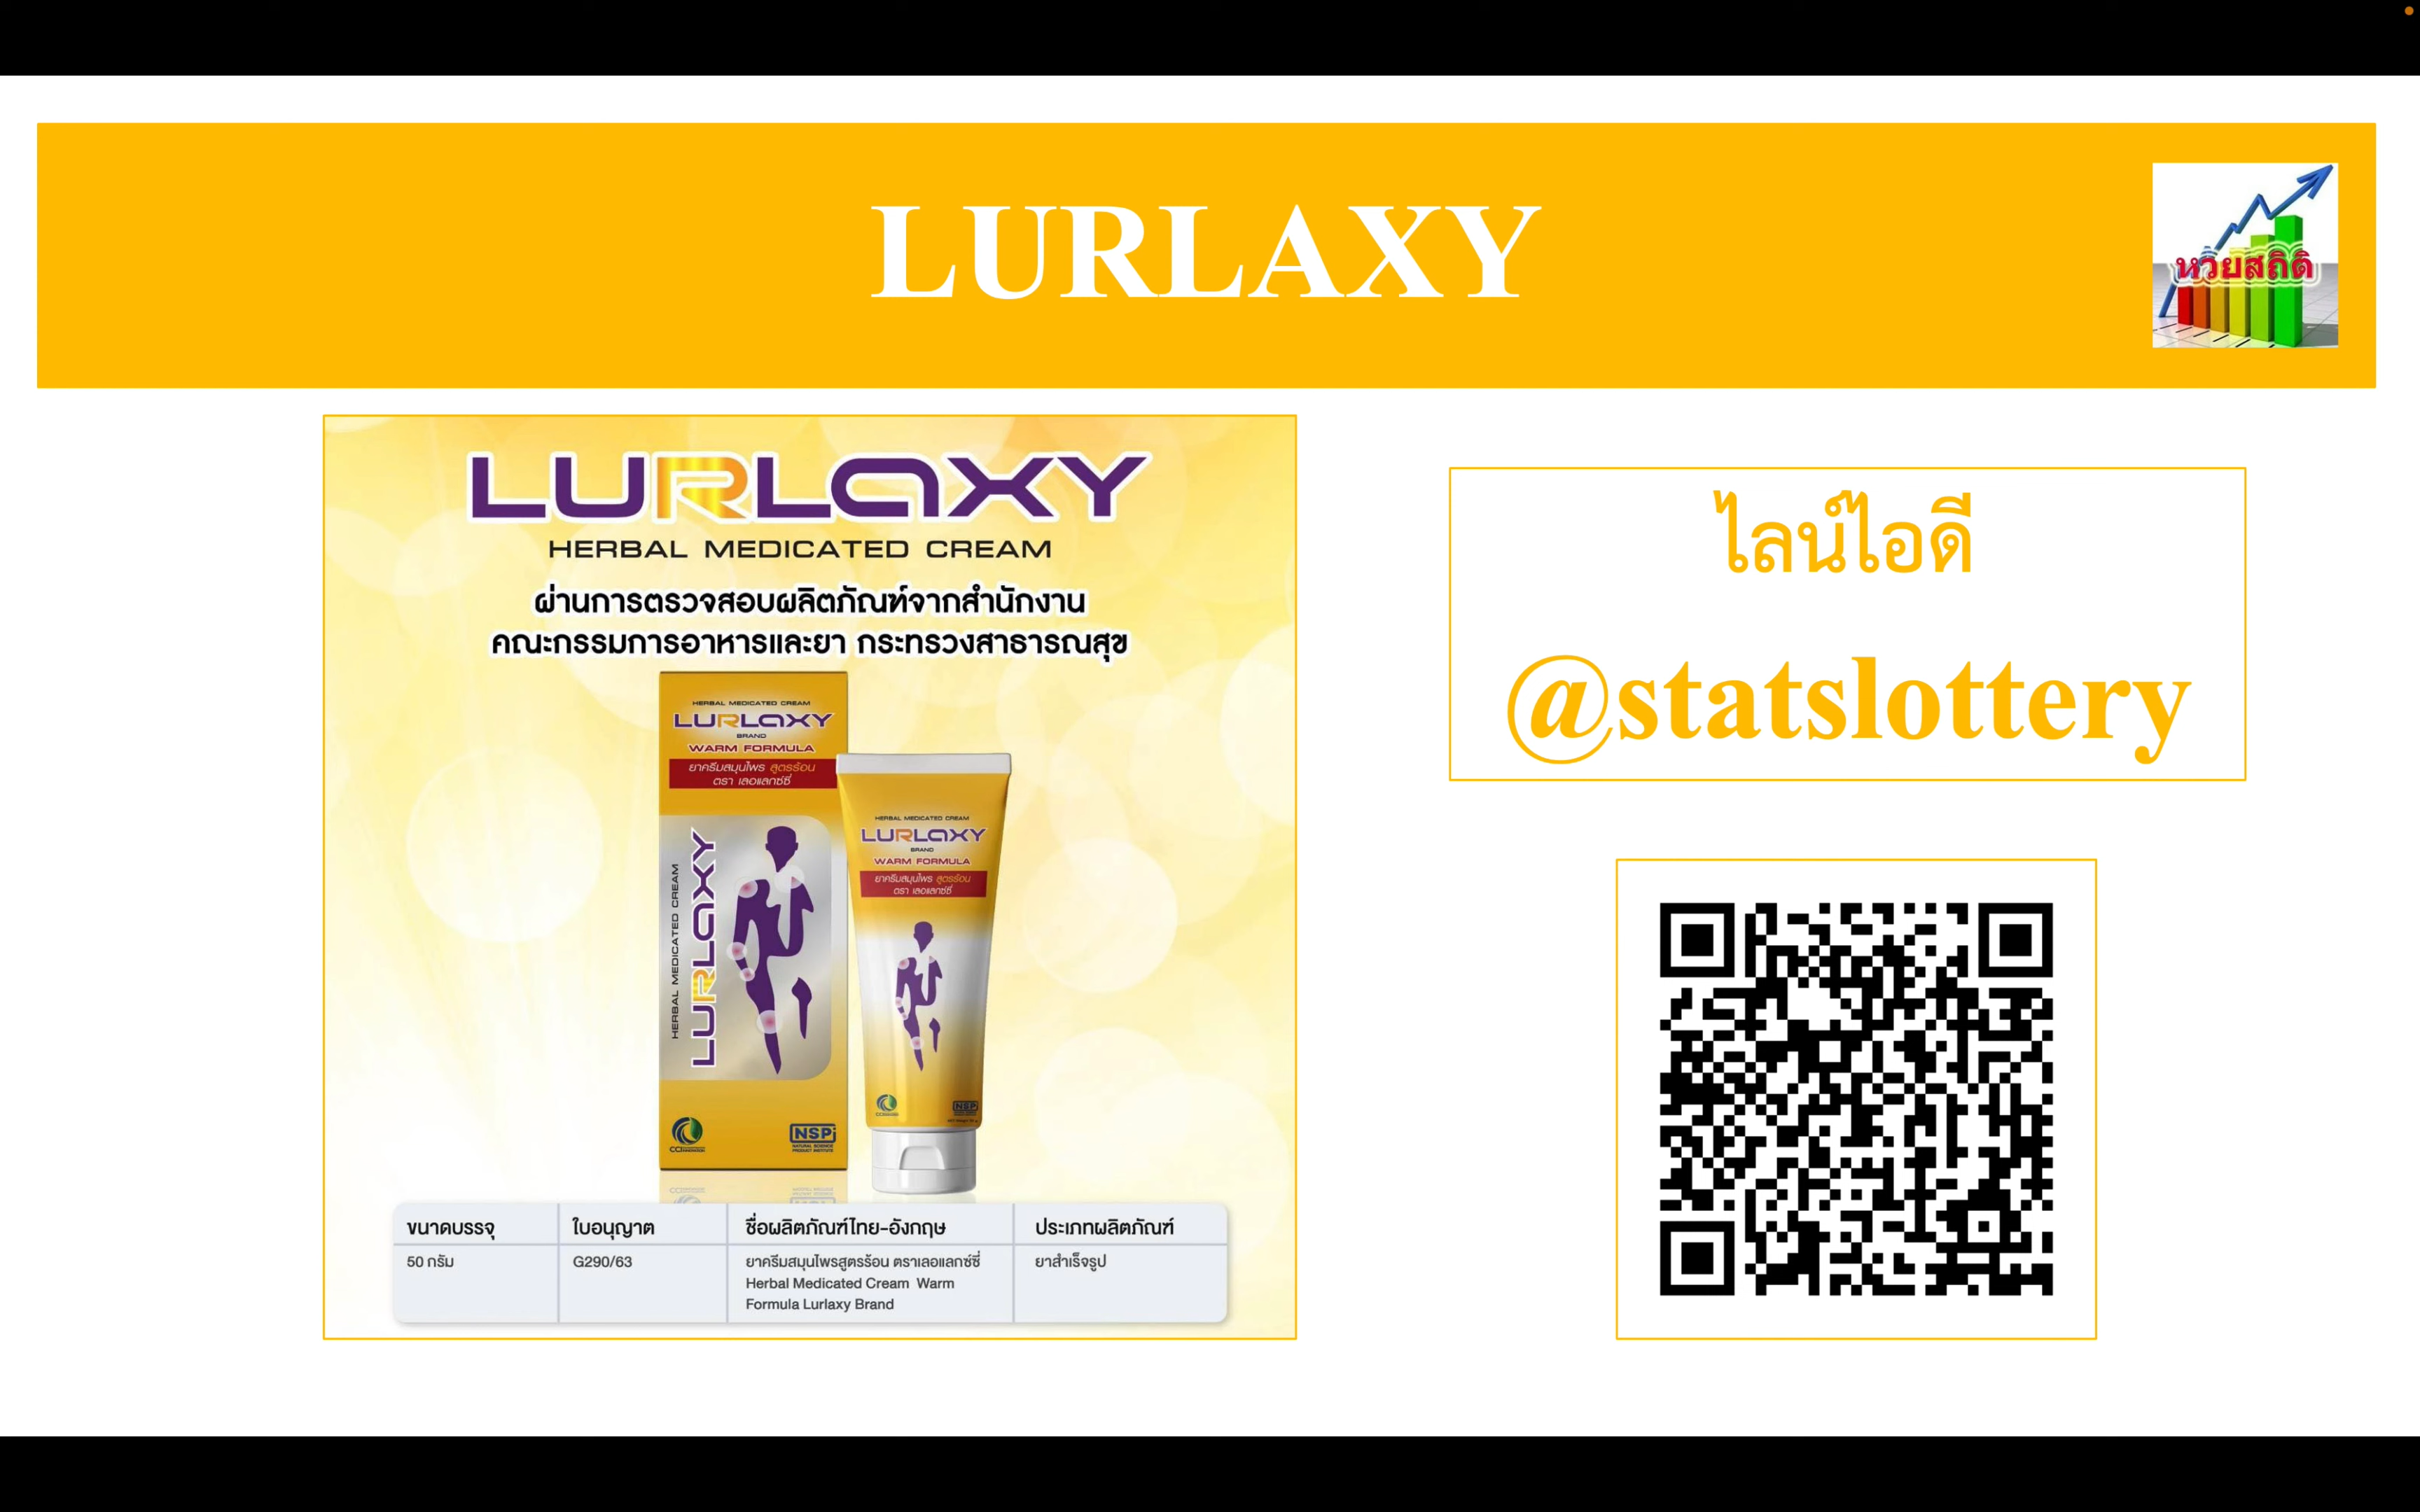 LURLAXY
หวยสถิติ
LURLAXY
HERBAL MEDICATED CREAM
ผ่านการตรวจสอบผลิตภัณฑ์จากสำนักงาน
คณะกรรมการอาหารและยา กระทรวงสาธารณสุข
HERBAL MEDICATED CREAM
LURLAXY
BRAND
WARM FORMULA
ยาครีมสมุนไพร สูตรร้อน
ตรา เลอแลกซ์ซี่
HERBAL MEDICATED CREAM
LURLAXY
NSPi
NATURAL SCIENCE
PRODUCT INSTITUTE
HERBAL MEDICATED CREAM
LURLAXY
BRAND
WARM FORMULA
ยาครีมสมุนไพร สูตรร้อน
ตรา เลอแลกซ์ซี่
NSPi
ขนาดบรรจุ ใบอนุญาต ชื่อผลิตภัณฑ์ไทย-อังกฤษ ประเภทผลิตภัณฑ์
50 กรัม G290/63 ยาครีมสมุนไพรสูตรร้อน ตราเลอแลกซ์ซี่ ยาสำเร็จรูป
Herbal Medicated Cream Warm
Formula Lurlaxy Brand
ไลน์ไอดี
@statslottery